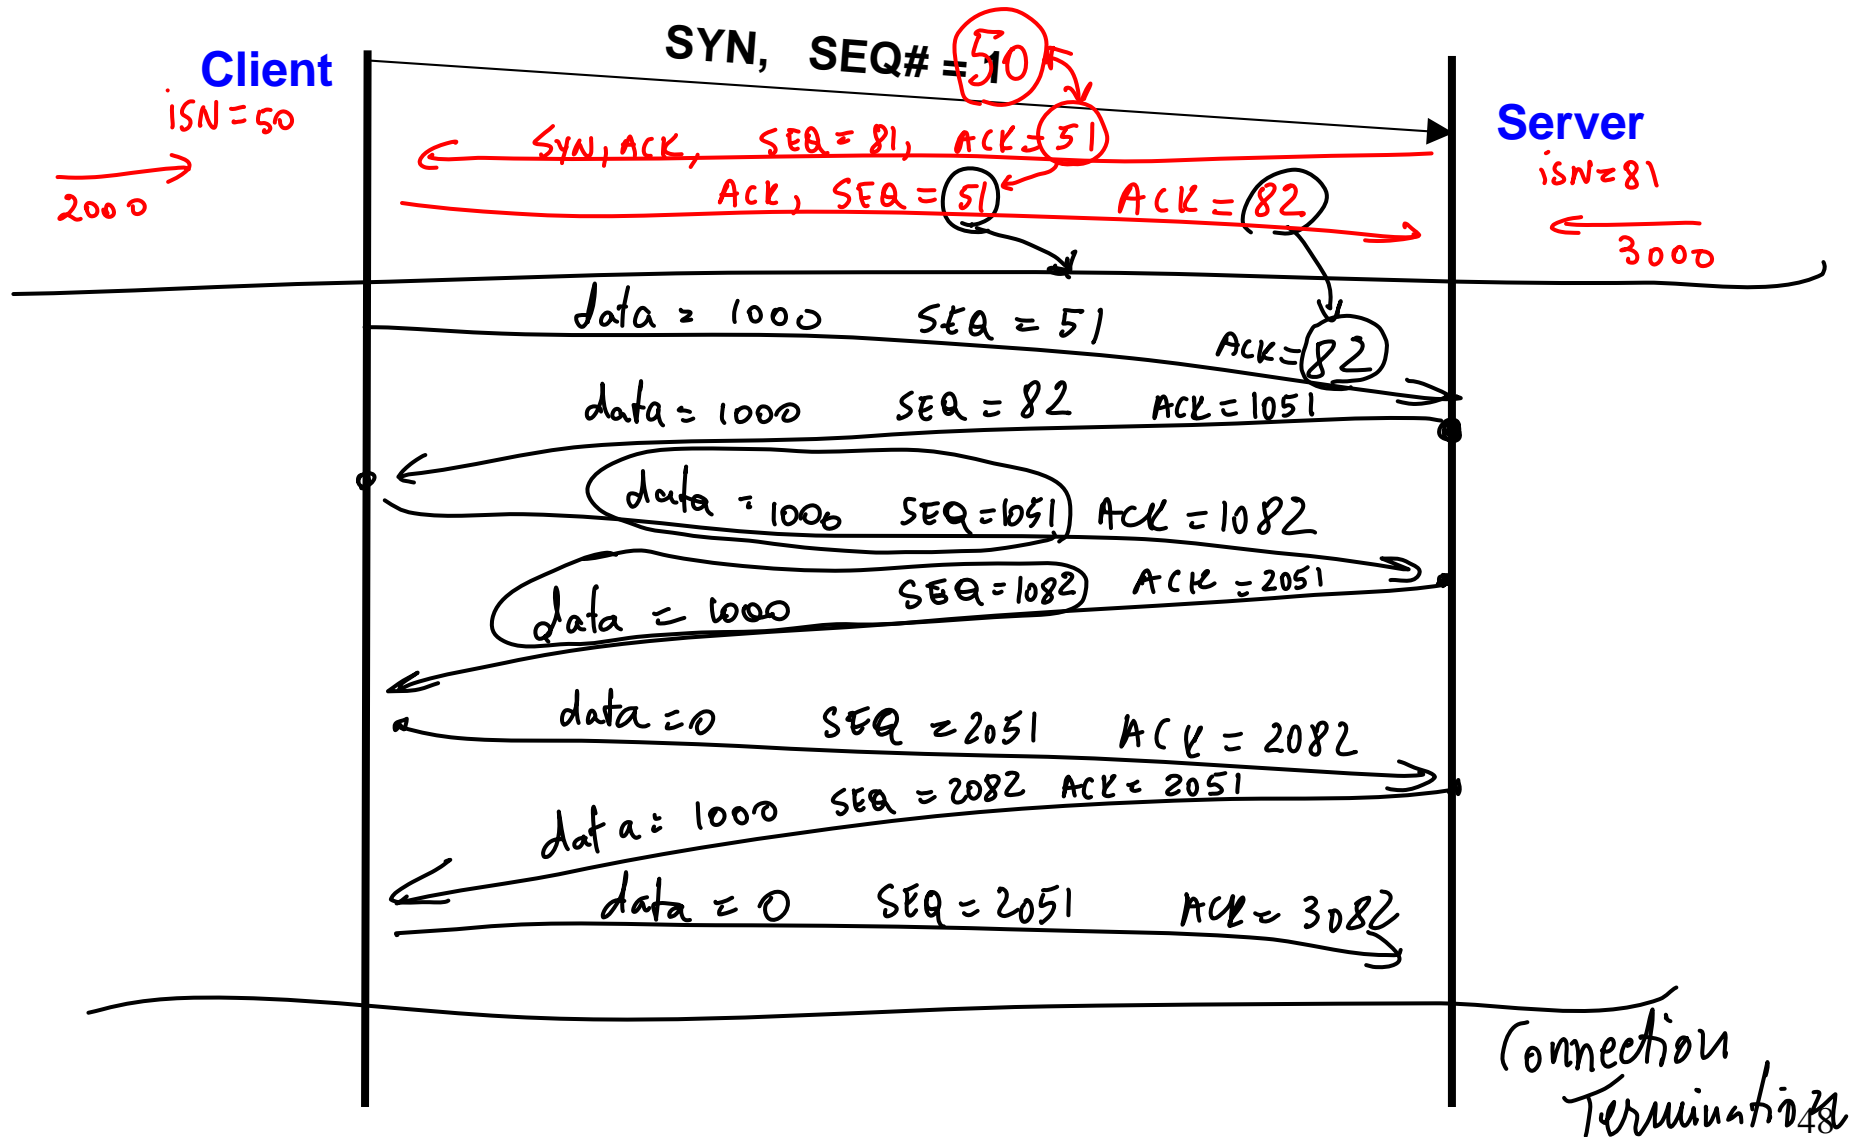 SYN, SEQ# = 50
Client
iSN=50
Server
iSN=81
SYN, ACK, SEQ=81, ACK=51
2000
ACK, SEQ=51 ACK=82
3000
data = 1000 SEQ = 51 ACK=82
data = 1000 SEQ = 82 ACK=1051
data = 1000 SEQ=1051 ACK=1082
data = 1000 SEQ=1082 ACK=2051
data=0 SEQ=2051 ACK=2082
data= 1000 SEQ=2082 ACK=2051
data=0 SEQ=2051 ACK=3082
Connection
Termination
48